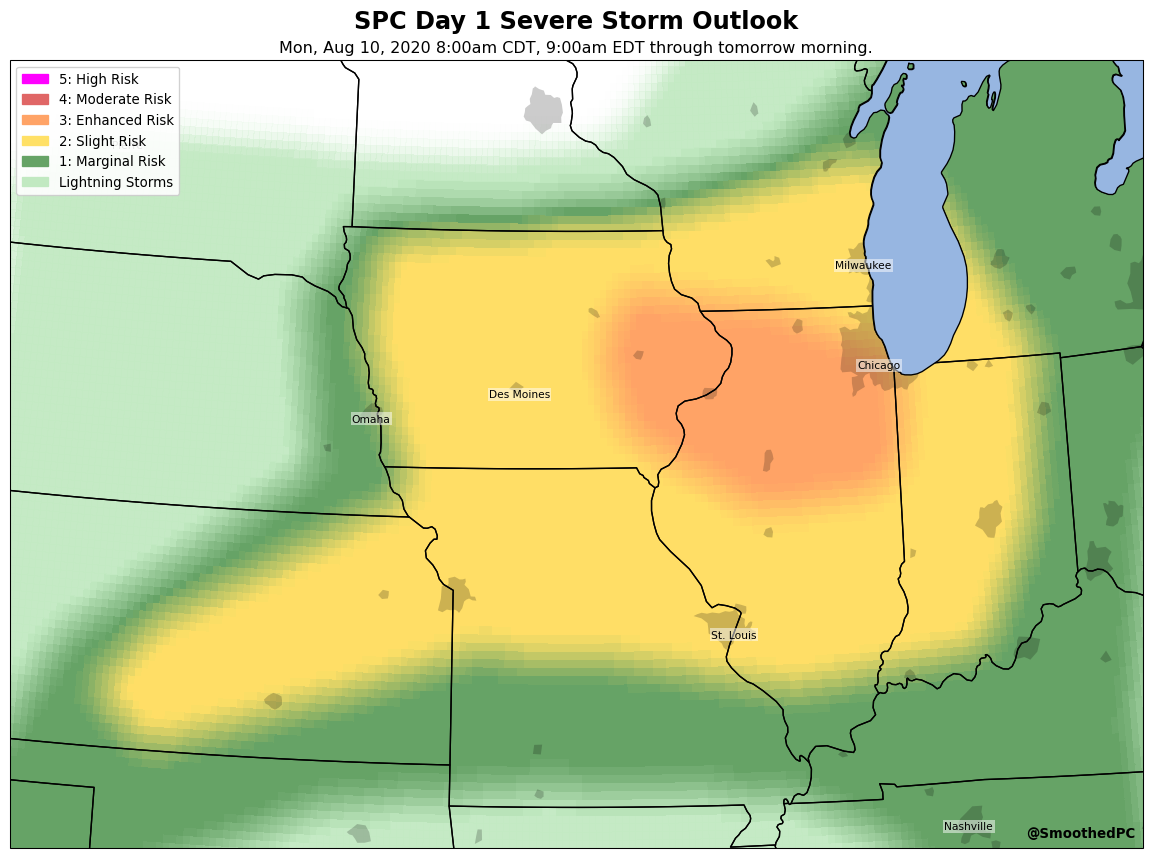 SPC Day 1 Severe Storm Outlook
Mon, Aug 10, 2020 8:00am CDT, 9:00am EDT through tomorrow morning.
5: High Risk
4: Moderate Risk
3: Enhanced Risk
2: Slight Risk
1: Marginal Risk
Lightning Storms
Milwaukee
Chicago
Des Moines
Omaha
St. Louis
Nashville
@SmoothedPC